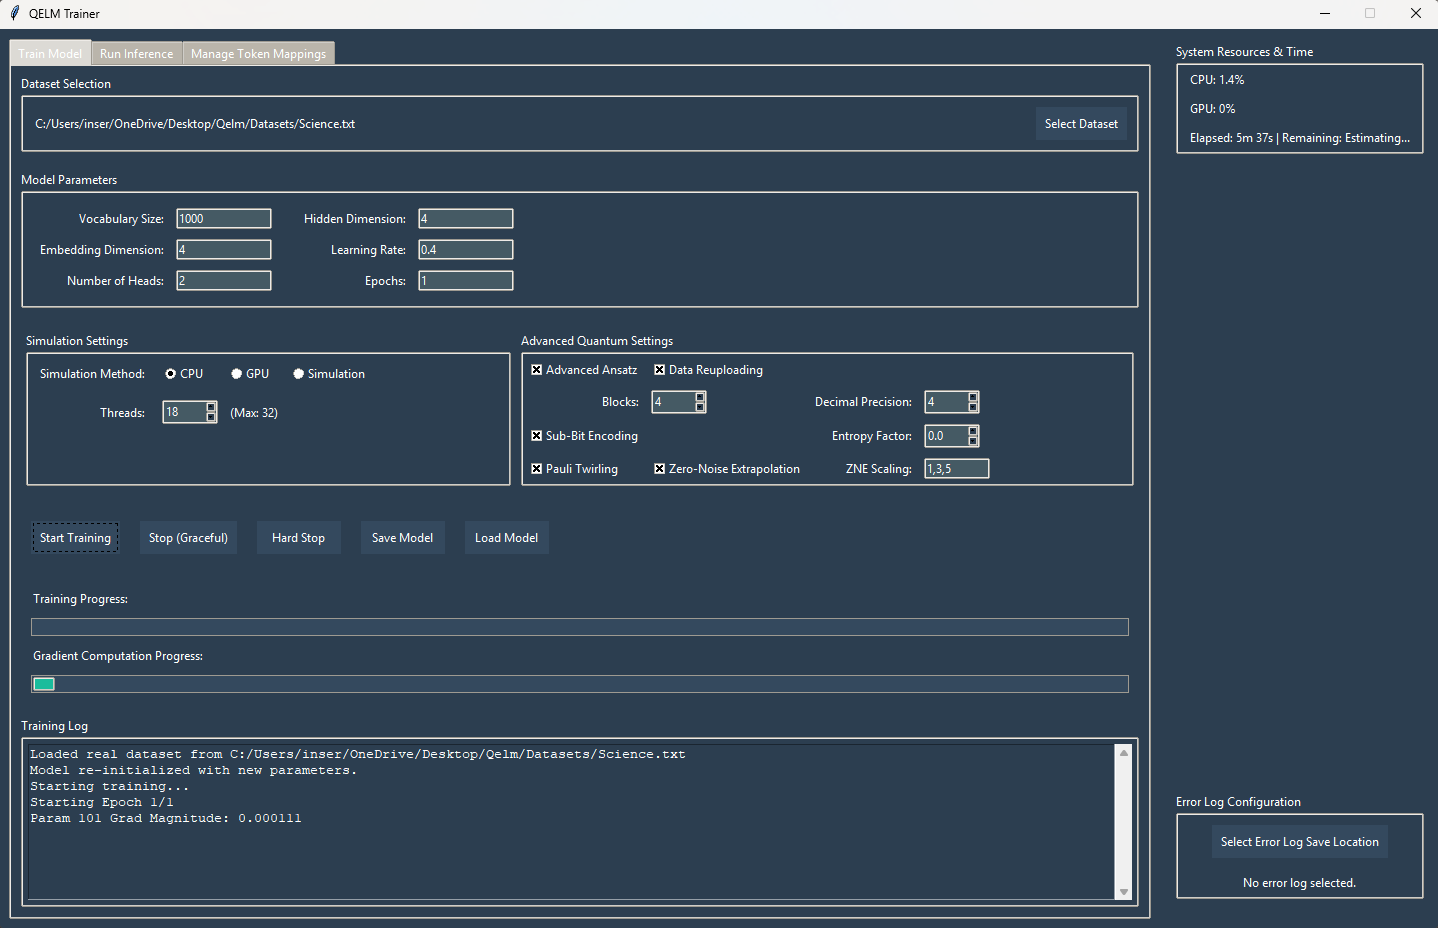 QELM Trainer
Train Model Run Inference Manage Token Mappings
Dataset Selection
C:/Users/inser/OneDrive/Desktop/Qelm/Datasets/Science.txt Select Dataset
Model Parameters
Vocabulary Size: 1000 Hidden Dimension: 4
Embedding Dimension: 4 Learning Rate: 0.4
Number of Heads: 2 Epochs: 1
Simulation Settings
Simulation Method: CPU GPU Simulation
Threads: 18 (Max: 32)
Advanced Quantum Settings
Advanced Ansatz Data Reuploading
Blocks: 4 Decimal Precision: 4
Sub-Bit Encoding Entropy Factor: 0.0
Pauli Twirling Zero-Noise Extrapolation ZNE Scaling: 1,3,5
Start Training Stop (Graceful) Hard Stop Save Model Load Model
Training Progress:
Gradient Computation Progress:
Training Log
Loaded real dataset from C:/Users/inser/OneDrive/Desktop/Qelm/Datasets/Science.txt
Model re-initialized with new parameters.
Starting training...
Starting Epoch 1/1
Param 101 Grad Magnitude: 0.000111
System Resources & Time
CPU: 1.4%
GPU: 0%
Elapsed: 5m 37s | Remaining: Estimating...
Error Log Configuration
Select Error Log Save Location
No error log selected.